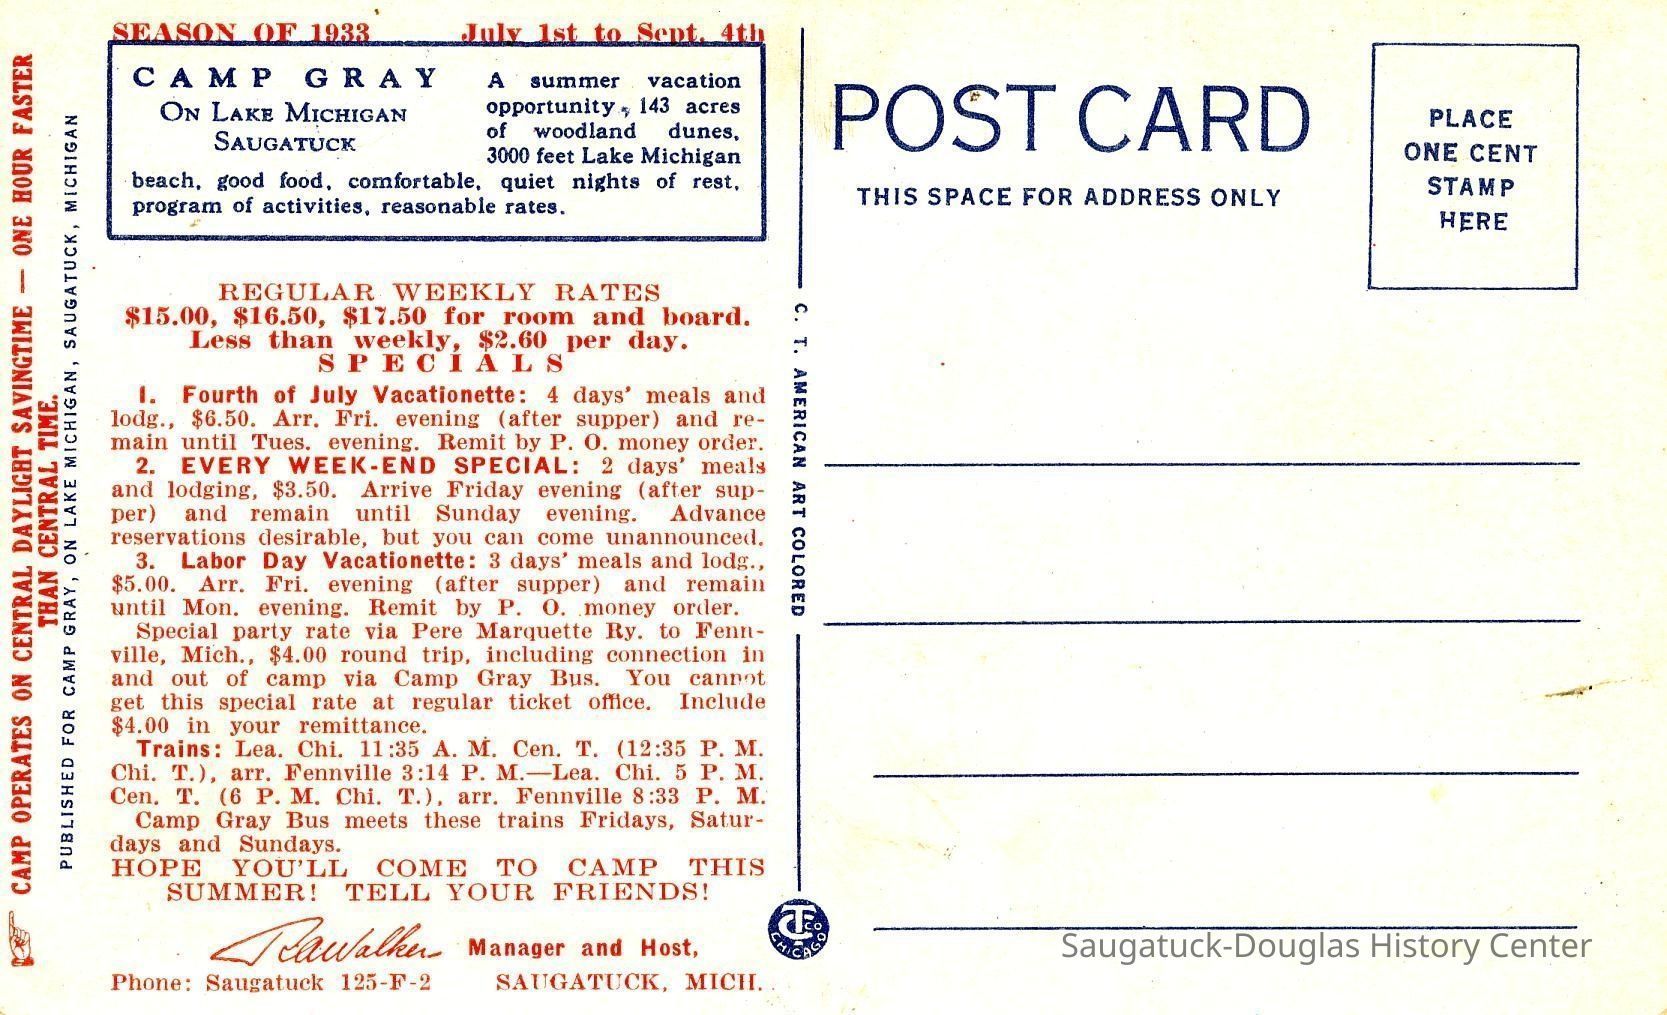 SEASON OF 1933 July 1st to Sept. 4th
CAMP GRAY
ON LAKE MICHIGAN
SAUGATUCK
A summer vacation
opportunity, 143 acres
of woodland dunes,
3000 feet Lake Michigan
beach, good food, comfortable, quiet nights of rest,
program of activities, reasonable rates.
REGULAR WEEKLY RATES
$15.00, $16.50, $17.50 for room and board.
Less than weekly, $2.60 per day.
SPECIALS
1. Fourth of July Vacationette: 4 days' meals and
lodg., $6.50. Arr. Fri. evening (after supper) and re-
main until Tues. evening. Remit by P. O. money order.
2. EVERY WEEK-END SPECIAL: 2 days' meals
and lodging, $3.50. Arrive Friday evening (after sup-
per) and remain until Sunday evening. Advance
reservations desirable, but you can come unannounced.
3. Labor Day Vacationette: 3 days' meals and lodg.,
$5.00. Arr. Fri. evening (after supper) and remain
until Mon. evening. Remit by P. O. money order.
Special party rate via Pere Marquette Ry. to Fenn-
ville, Mich., $4.00 round trip, including connection in
and out of camp via Camp Gray Bus. You cannot
get this special rate at regular ticket office. Include
$4.00 in your remittance.
Trains: Lea. Chi. 11:35 A. M. Cen. T. (12:35 P. M.
Chi. T.), arr. Fennville 3:14 P. M.—Lea. Chi. 5 P. M.
Cen. T. (6 P. M. Chi. T.), arr. Fennville 8:33 P. M.
Camp Gray Bus meets these trains Fridays, Satur-
days and Sundays.
HOPE YOU'LL COME TO CAMP THIS
SUMMER! TELL YOUR FRIENDS!
RaWalker Manager and Host,
Phone: Saugatuck 125-F-2 SAUGATUCK, MICH.
CAMP OPERATES ON CENTRAL DAYLIGHT SAVINGTIME — ONE HOUR FASTER
THAN CENTRAL TIME.
PUBLISHED FOR CAMP GRAY, ON LAKE MICHIGAN, SAUGATUCK, MICHIGAN
C. T. AMERICAN ART COLORED
CT CO
CHICAGO
POST CARD
THIS SPACE FOR ADDRESS ONLY
PLACE
ONE CENT
STAMP
HERE
Saugatuck-Douglas History Center